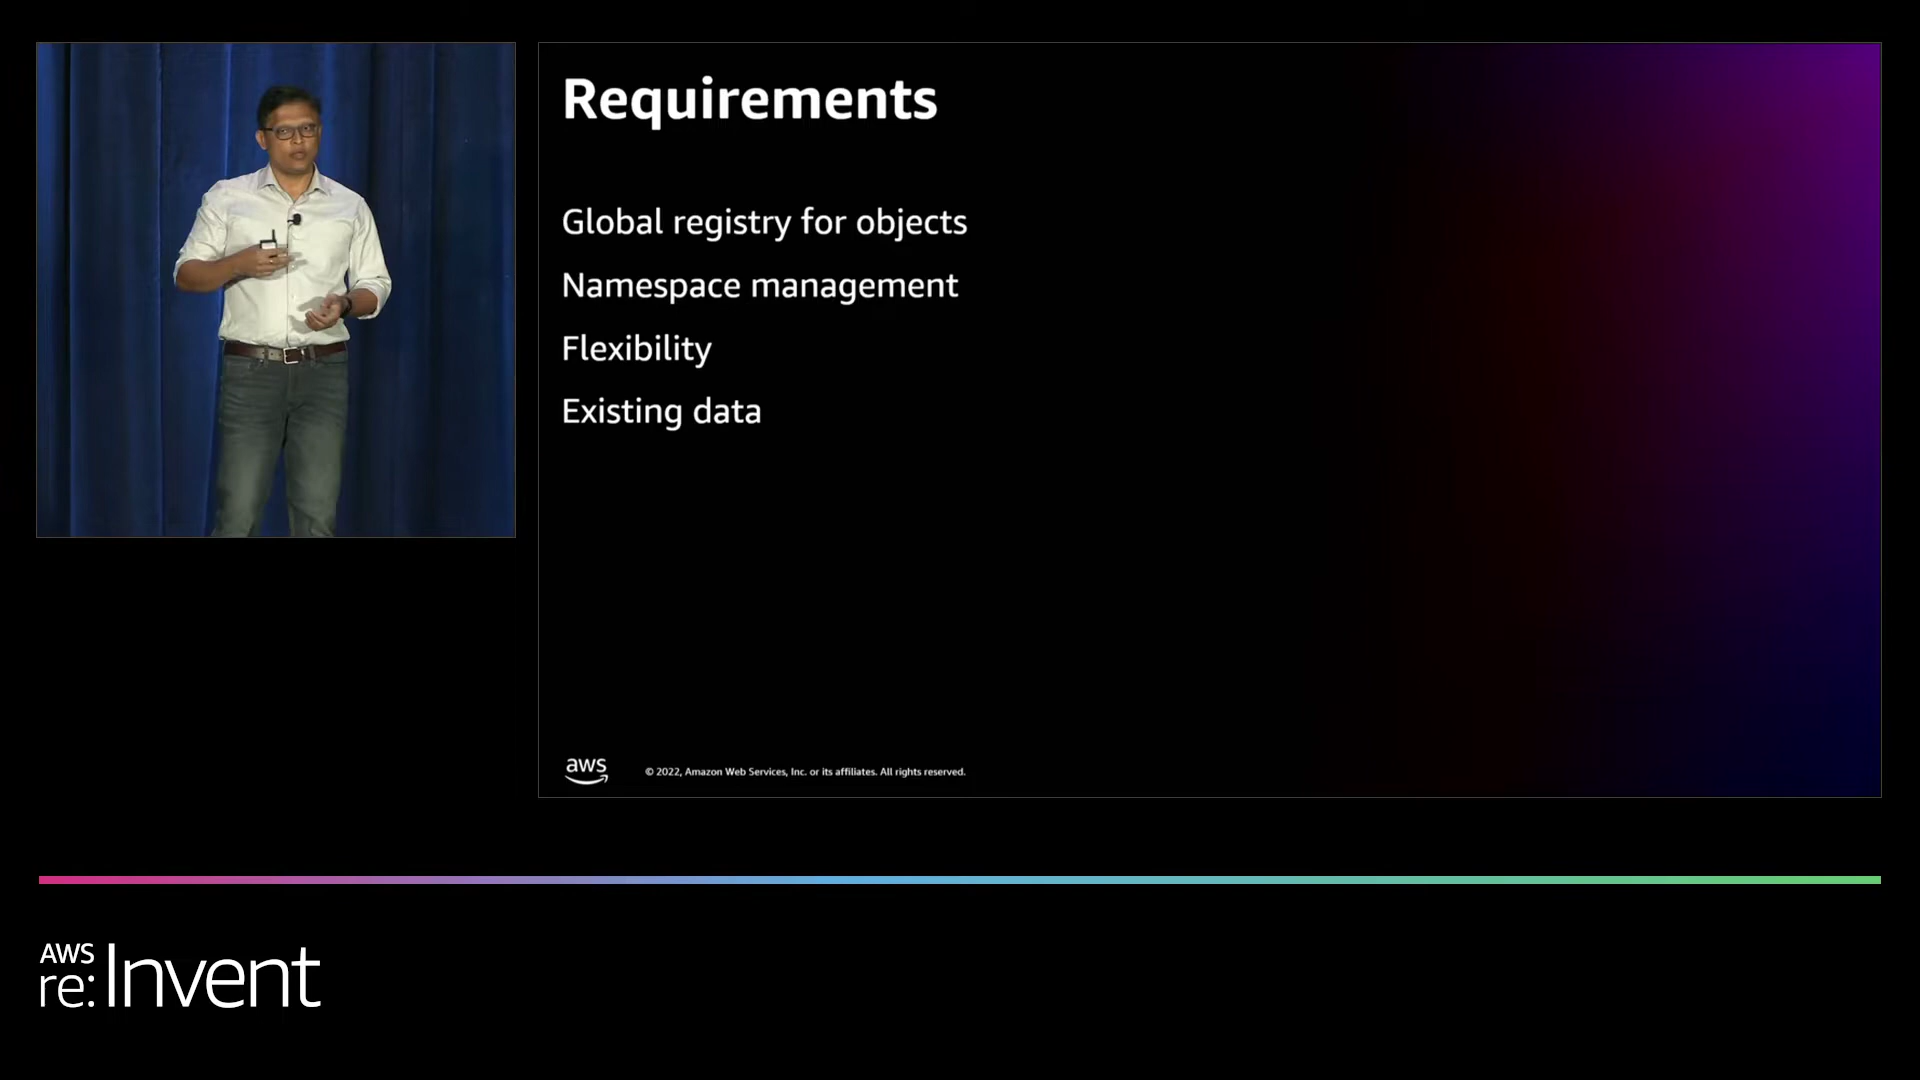 Requirements
Global registry for objects
Namespace management
Flexibility
Existing data
aws
© 2022, Amazon Web Services, Inc. or its affiliates. All rights reserved.
AWS
re:Invent